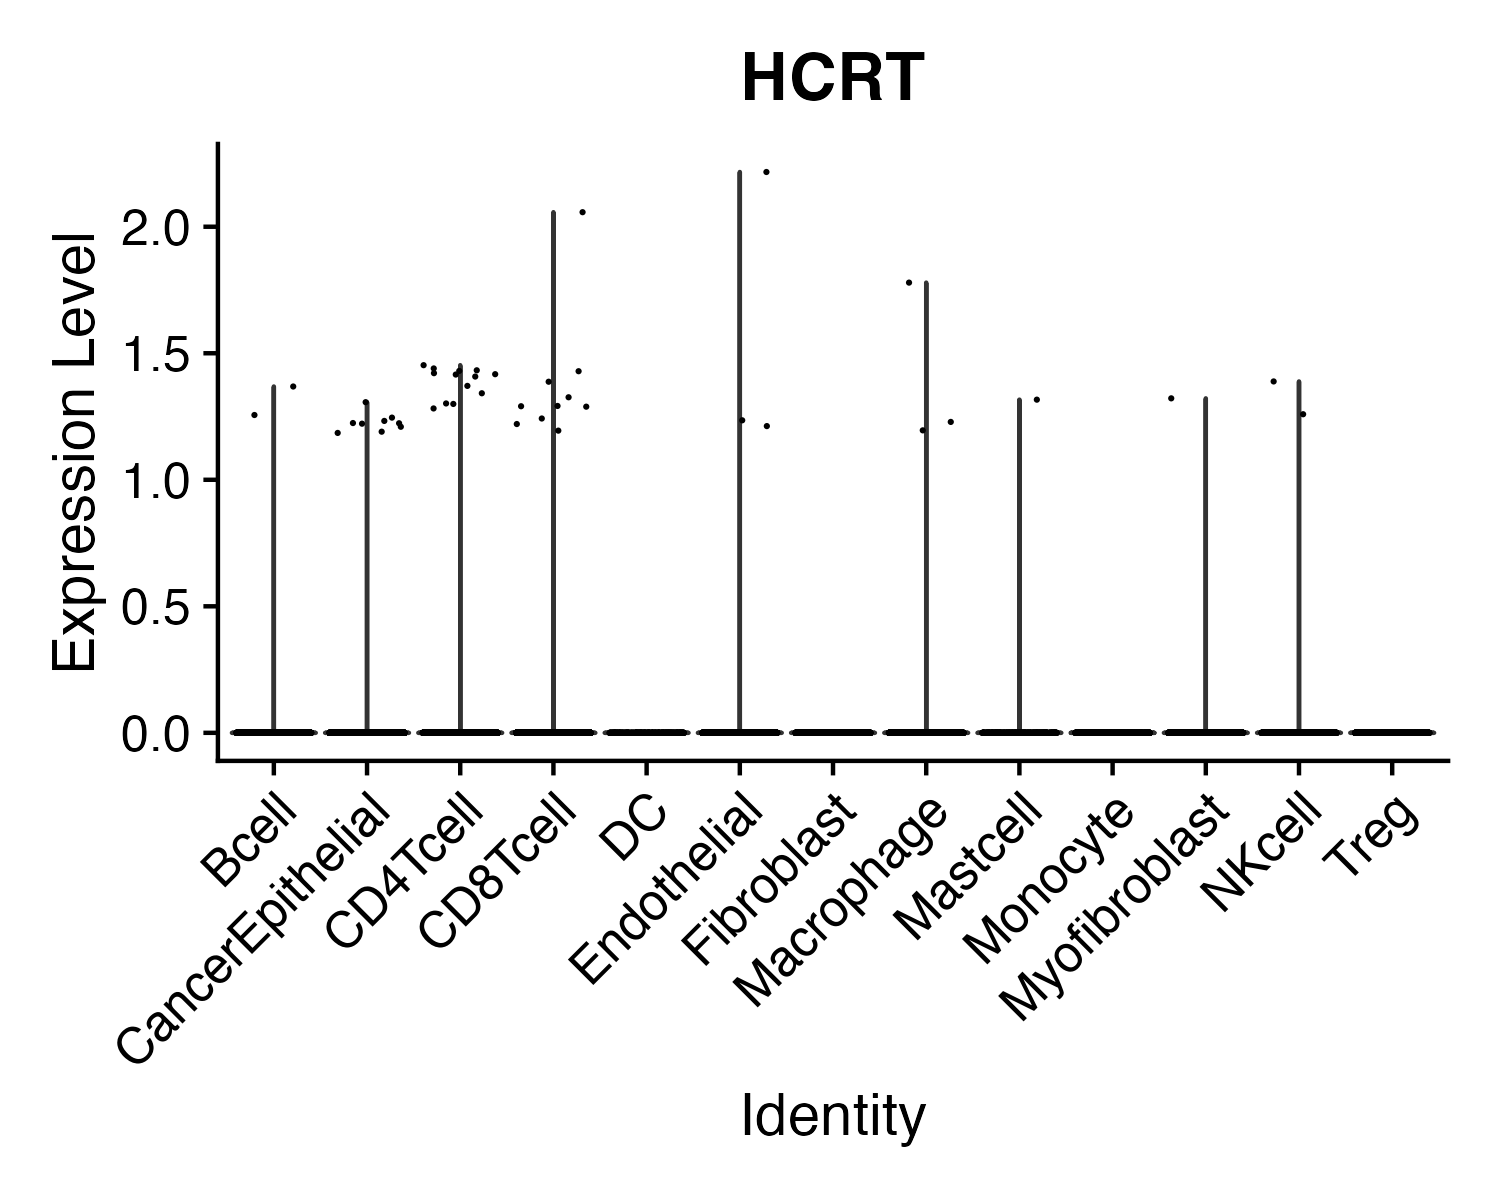 HCRT
Expression Level
2.0
1.5
1.0
0.5
0.0
Bcell
CancerEpithelial
CD4Tcell
CD8Tcell
DC
Endothelial
Fibroblast
Macrophage
Mastcell
Monocyte
Myofibroblast
NKcell
Treg
Identity